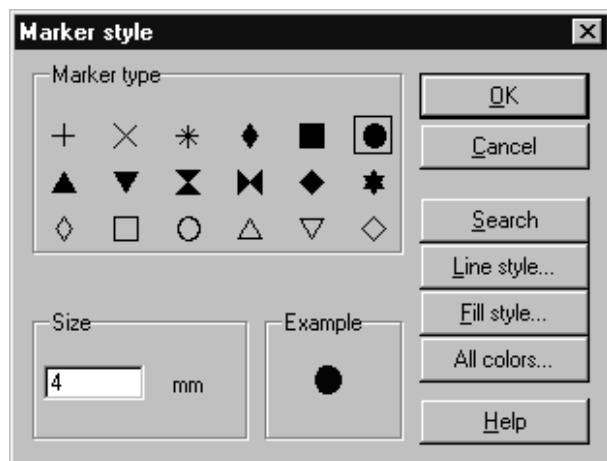 Marker style
Marker type
OK
Cancel
Search
Line style...
Fill style...
All colors...
Help
Size
4 mm
Example